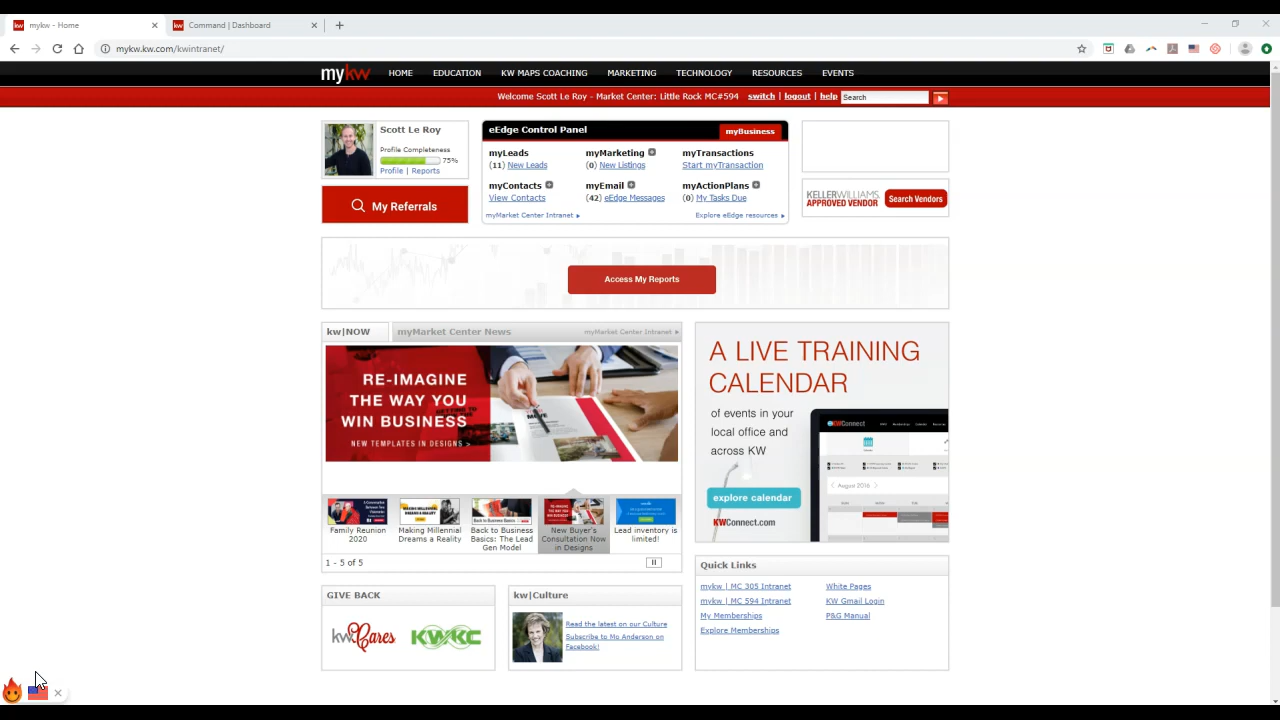 mykw - Home
Command | Dashboard
mykw.kw.com/kwintranet/
mykw HOME EDUCATION KW MAPS COACHING MARKETING TECHNOLOGY RESOURCES EVENTS
Welcome Scott Le Roy - Market Center: Little Rock MC#594 switch | logout | help Search
Scott Le Roy
Profile Completeness
75%
Profile | Reports
My Referrals
eEdge Control Panel myBusiness
myLeads myMarketing myTransactions
(11) New Leads (0) New Listings Start myTransaction
myContacts myEmail myActionPlans
View Contacts (42) eEdge Messages (0) My Tasks Due
myMarket Center Intranet Explore eEdge resources
KELLERWILLIAMS.
APPROVED VENDOR
Search Vendors
Access My Reports
kw|NOW myMarket Center News myMarket Center Intranet
RE-IMAGINE
THE WAY YOU
WIN BUSINESS
NEW TEMPLATES IN DESIGNS >
Family Reunion
2020
Making Millennial
Dreams a Reality
Back to Business
Basics: The Lead
Gen Model
New Buyer's
Consultation Now
in Designs
Lead inventory is
limited!
1 - 5 of 5
A LIVE TRAINING
CALENDAR
of events in your
local office and
across KW
explore calendar
KWConnect.com
KWConnect
August 2016
GIVE BACK
kwCares KWKC
kw|Culture
Read the latest on our Culture
Subscribe to Mo Anderson on
Facebook!
Quick Links
mykw | MC 305 Intranet White Pages
mykw | MC 594 Intranet KW Gmail Login
My Memberships P&G Manual
Explore Memberships